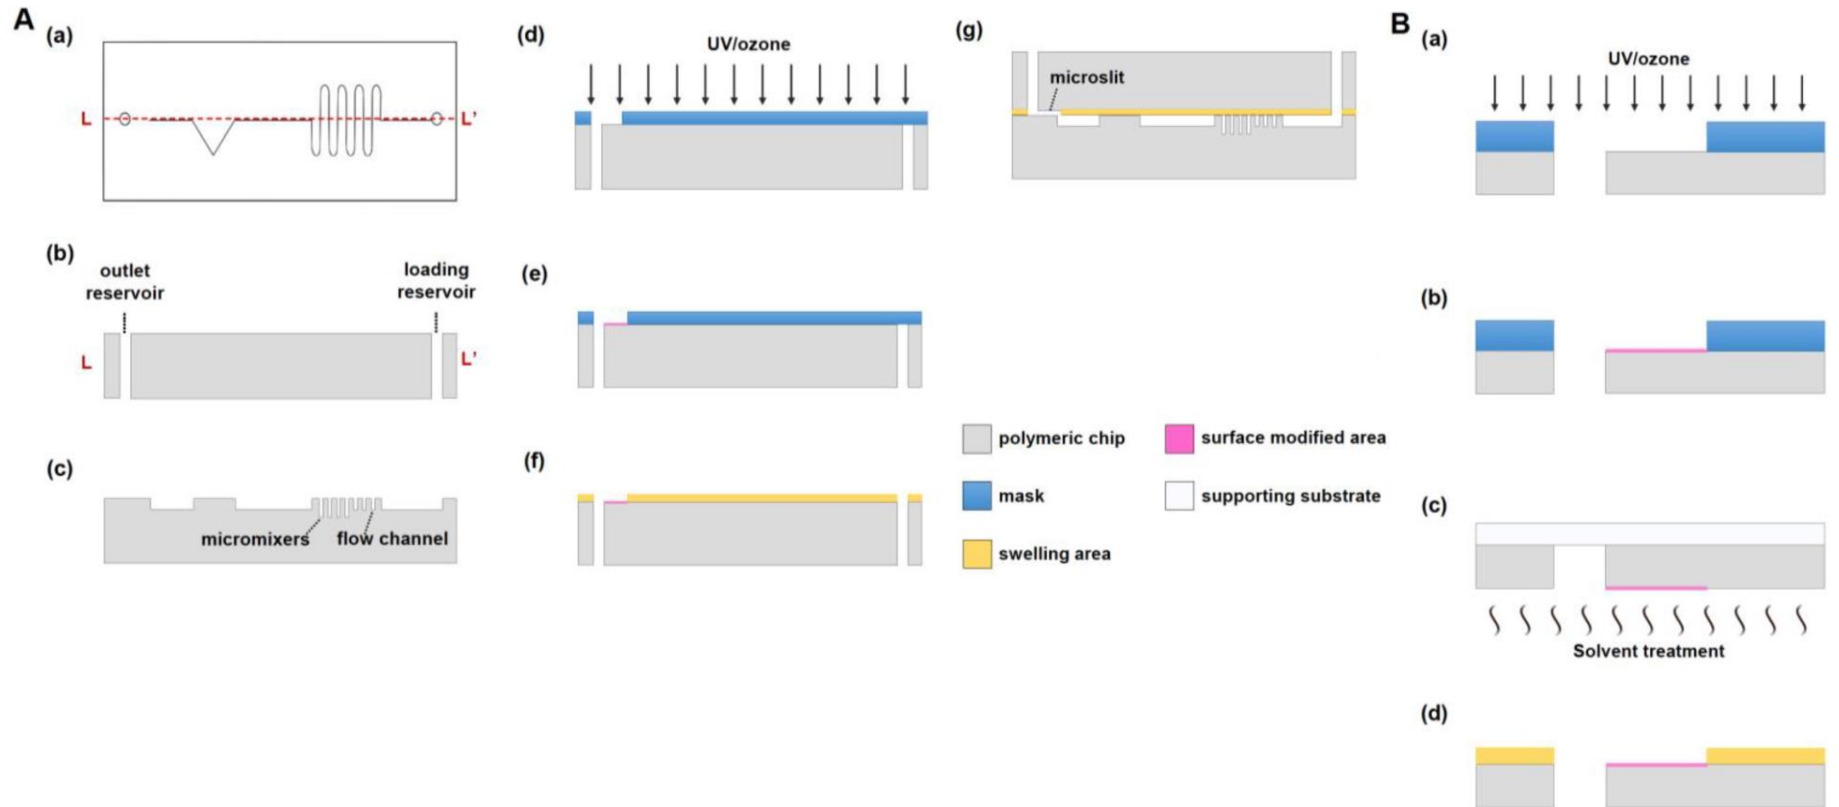 A
(a)
L
L'
(b)
outlet
reservoir
loading
reservoir
L
L'
(c)
micromixers
flow channel
(d)
UV/ozone
(e)
(f)
(g)
microslit
polymeric chip
surface modified area
mask
supporting substrate
swelling area
B
(a)
UV/ozone
(b)
(c)
Solvent treatment
(d)